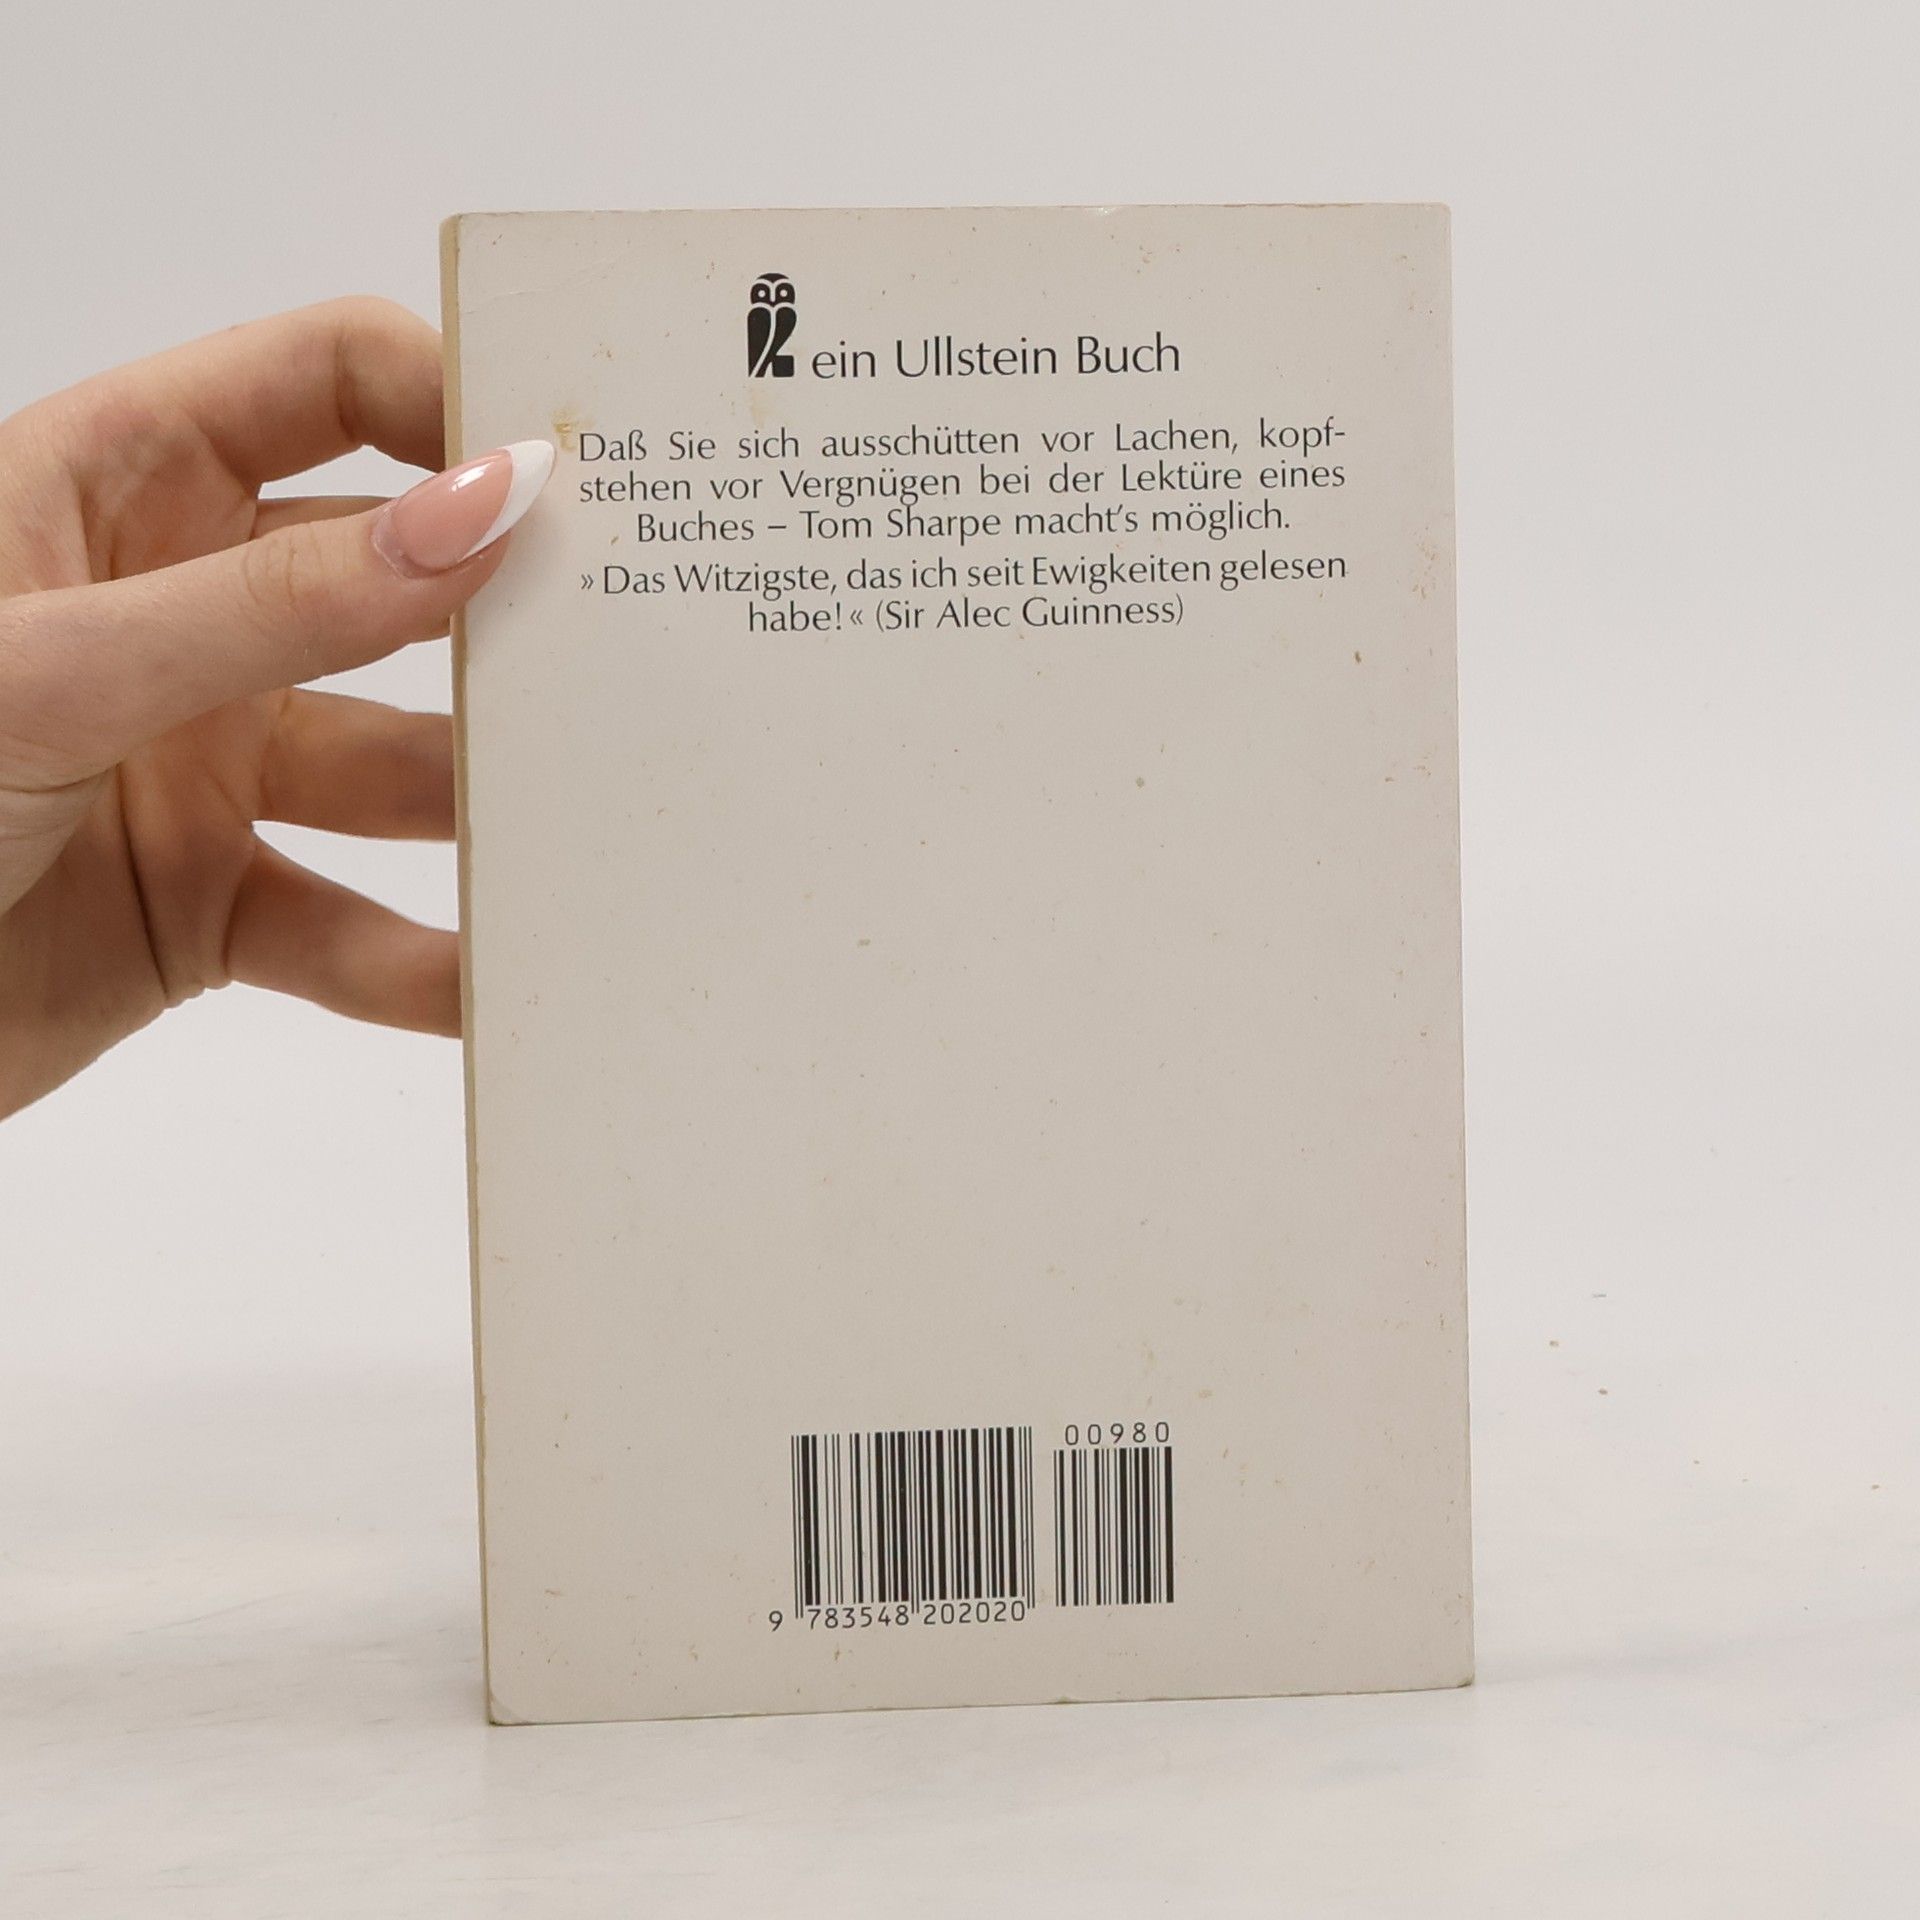 ein Ullstein Buch
Daß Sie sich ausschütten vor Lachen, kopf-
stehen vor Vergnügen bei der Lektüre eines
Buches – Tom Sharpe macht's möglich.
» Das Witzigste, das ich seit Ewigkeiten gelesen
habe! « (Sir Alec Guinness)
00980
9 783548 202020